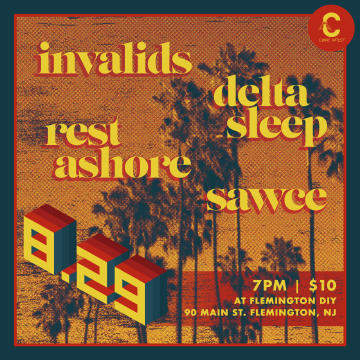 C
invalids
delta
sleep
rest
ashore
sawce
8.29
7PM | $10
AT FLEMINGTON DIY
90 MAIN ST. FLEMINGTON, NJ